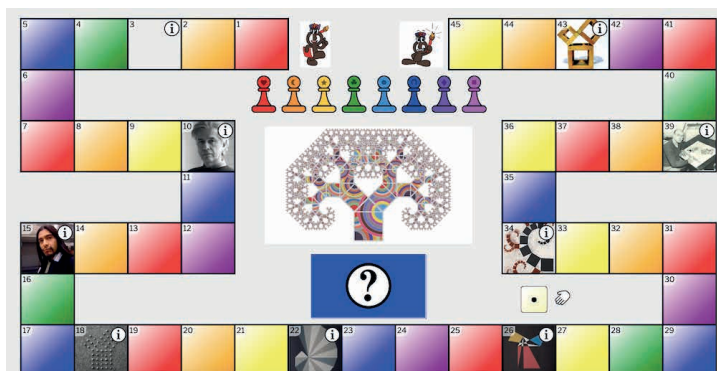 5 4 3 i 2 1 45 44 43 i 42 41
6 40
7 8 9 10 i 36 37 38 39 i
11 35
15 i 14 13 12 34 i 33 32 31
?
16 30
17 18 i 19 20 21 22 i 23 24 25 26 i 27 28 29